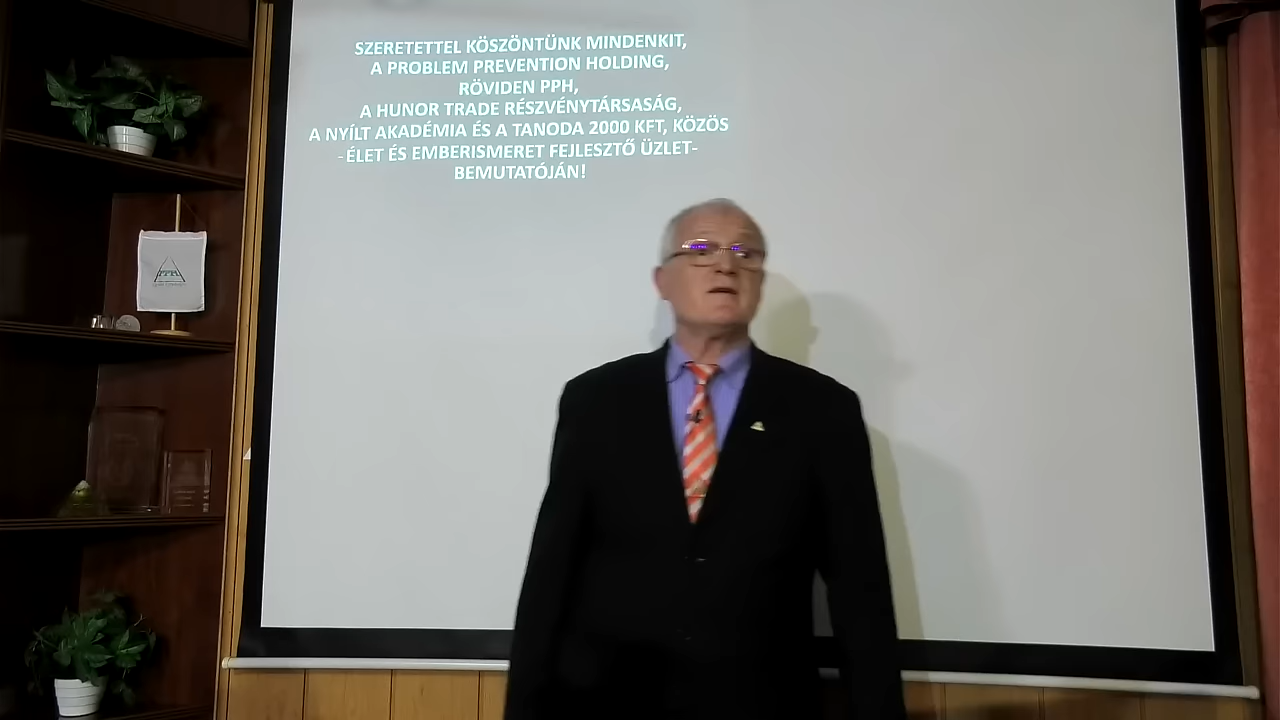 SZERETETTEL KÖSZÖNTÜNK MINDENKIT,
A PROBLEM PREVENTION HOLDING,
RÖVIDEN PPH,
A HUNOR TRADE RÉSZVÉNYTÁRSASÁG,
A NYÍLT AKADÉMIA ÉS A TANODA 2000 KFT, KÖZÖS
-ÉLET ÉS EMBERISMERET FEJLESZTŐ ÜZLET-
BEMUTATÓJÁN!
PPH